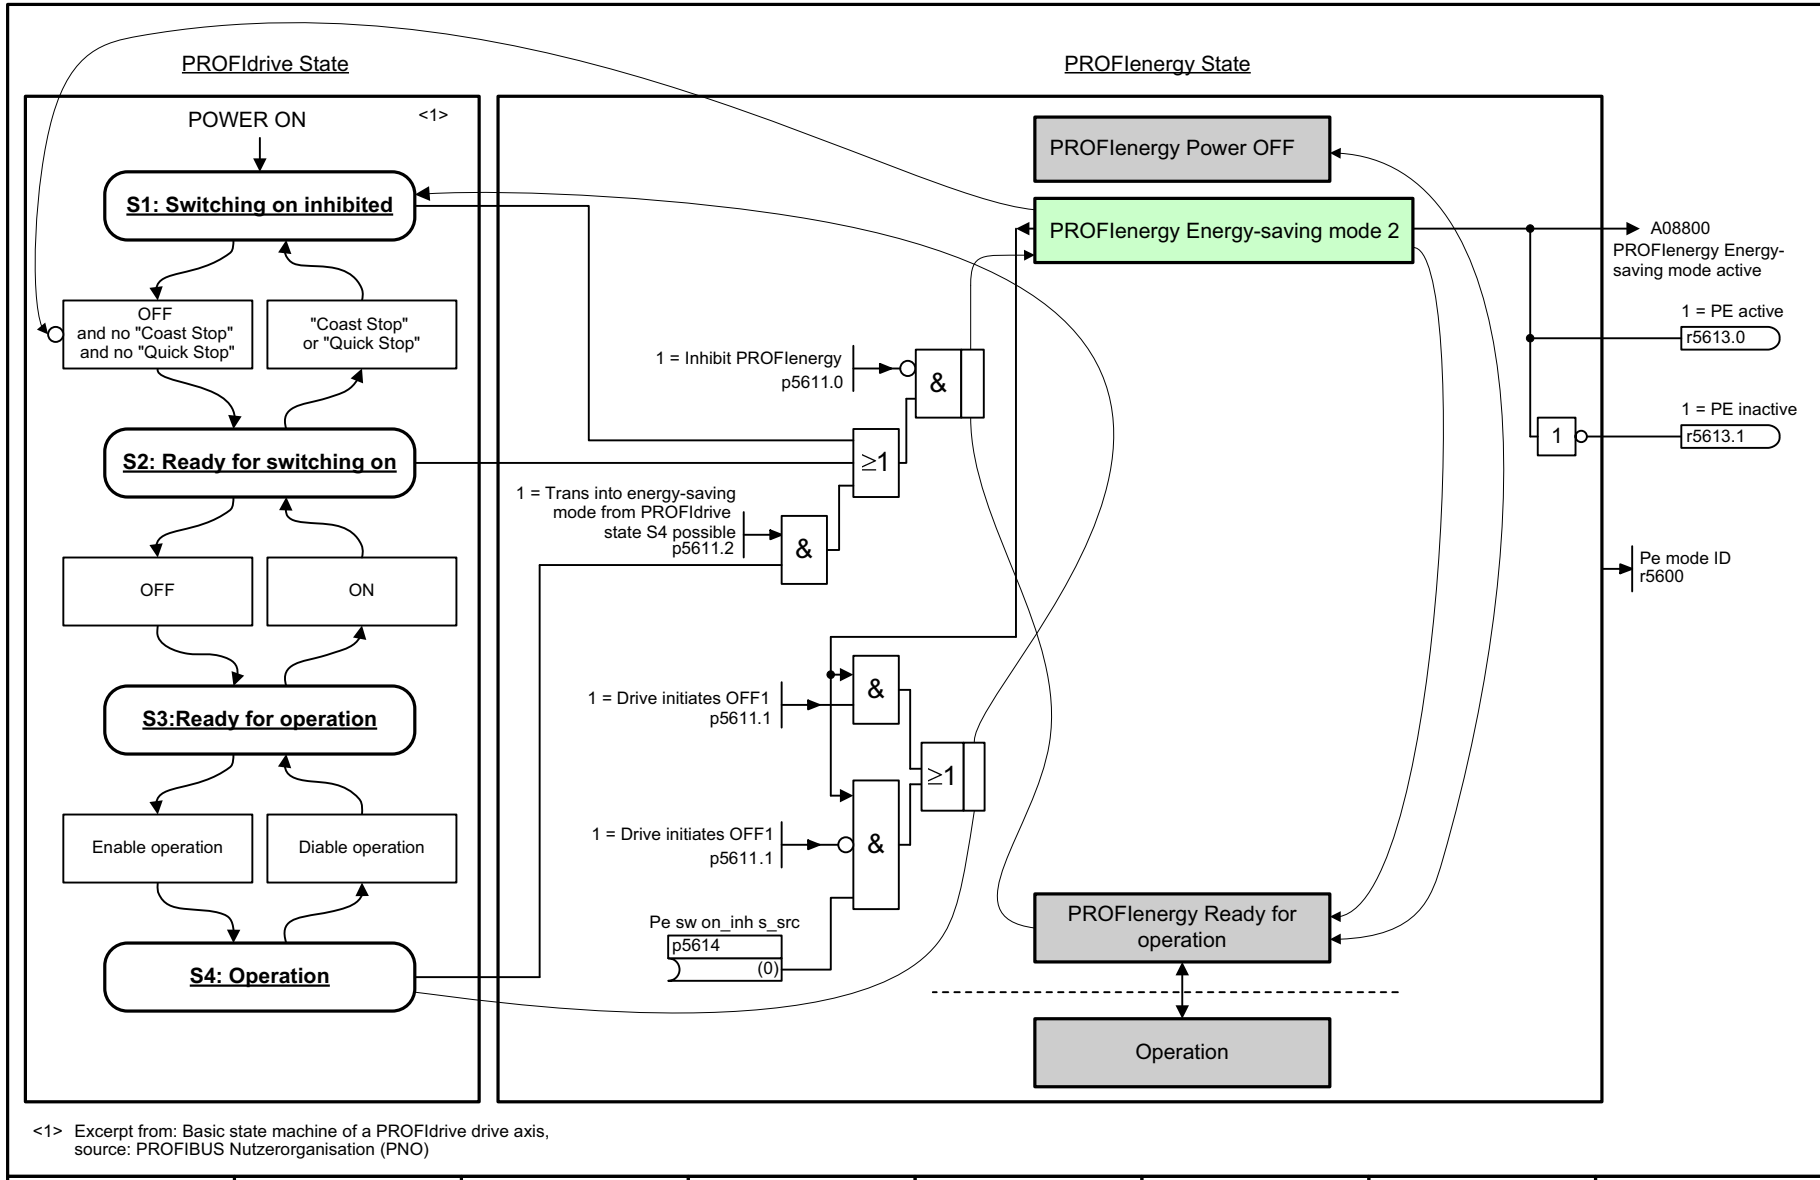 PROFIdrive State
PROFIenergy State
POWER ON
<1>
S1: Switching on inhibited
OFF
and no "Coast Stop"
and no "Quick Stop"
"Coast Stop"
or "Quick Stop"
S2: Ready for switching on
OFF
ON
S3:Ready for operation
Enable operation
Diable operation
S4: Operation
PROFIenergy Power OFF
PROFIenergy Energy-saving mode 2
A08800
PROFIenergy Energy-
saving mode active
1 = PE active
r5613.0
1 = PE inactive
1
r5613.1
1 = Inhibit PROFIenergy
p5611.0
&
≥1
1 = Trans into energy-saving
mode from PROFIdrive
state S4 possible
p5611.2
&
Pe mode ID
r5600
1 = Drive initiates OFF1
p5611.1
&
≥1
1 = Drive initiates OFF1
p5611.1
&
Pe sw on_inh s_src
p5614
(0)
PROFIenergy Ready for
operation
Operation
<1> Excerpt from: Basic state machine of a PROFIdrive drive axis,
source: PROFIBUS Nutzerorganisation (PNO)